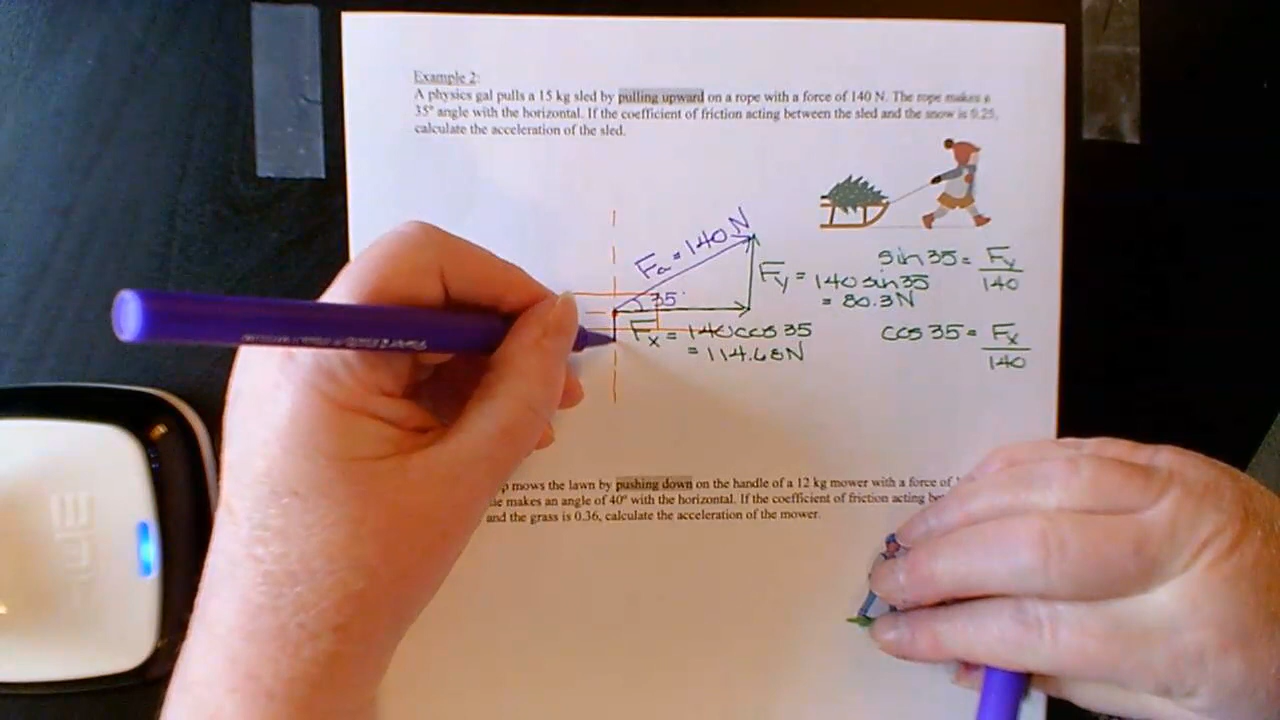 Example 2:
A physics gal pulls a 15 kg sled by pulling upward on a rope with a force of 140 N. The rope makes a
35° angle with the horizontal. If the coefficient of friction acting between the sled and the snow is 0.25,
calculate the acceleration of the sled.
Fa = 140 N
35°
Fy = 140 sin 35
= 80.3N
Fx = 140 cos 35
= 114.68N
sin 35 = Fy
140
cos 35 = Fx
140
mows the lawn by pushing down on the handle of a 12 kg mower with a force of
makes an angle of 40° with the horizontal. If the coefficient of friction acting
and the grass is 0.36, calculate the acceleration of the mower.